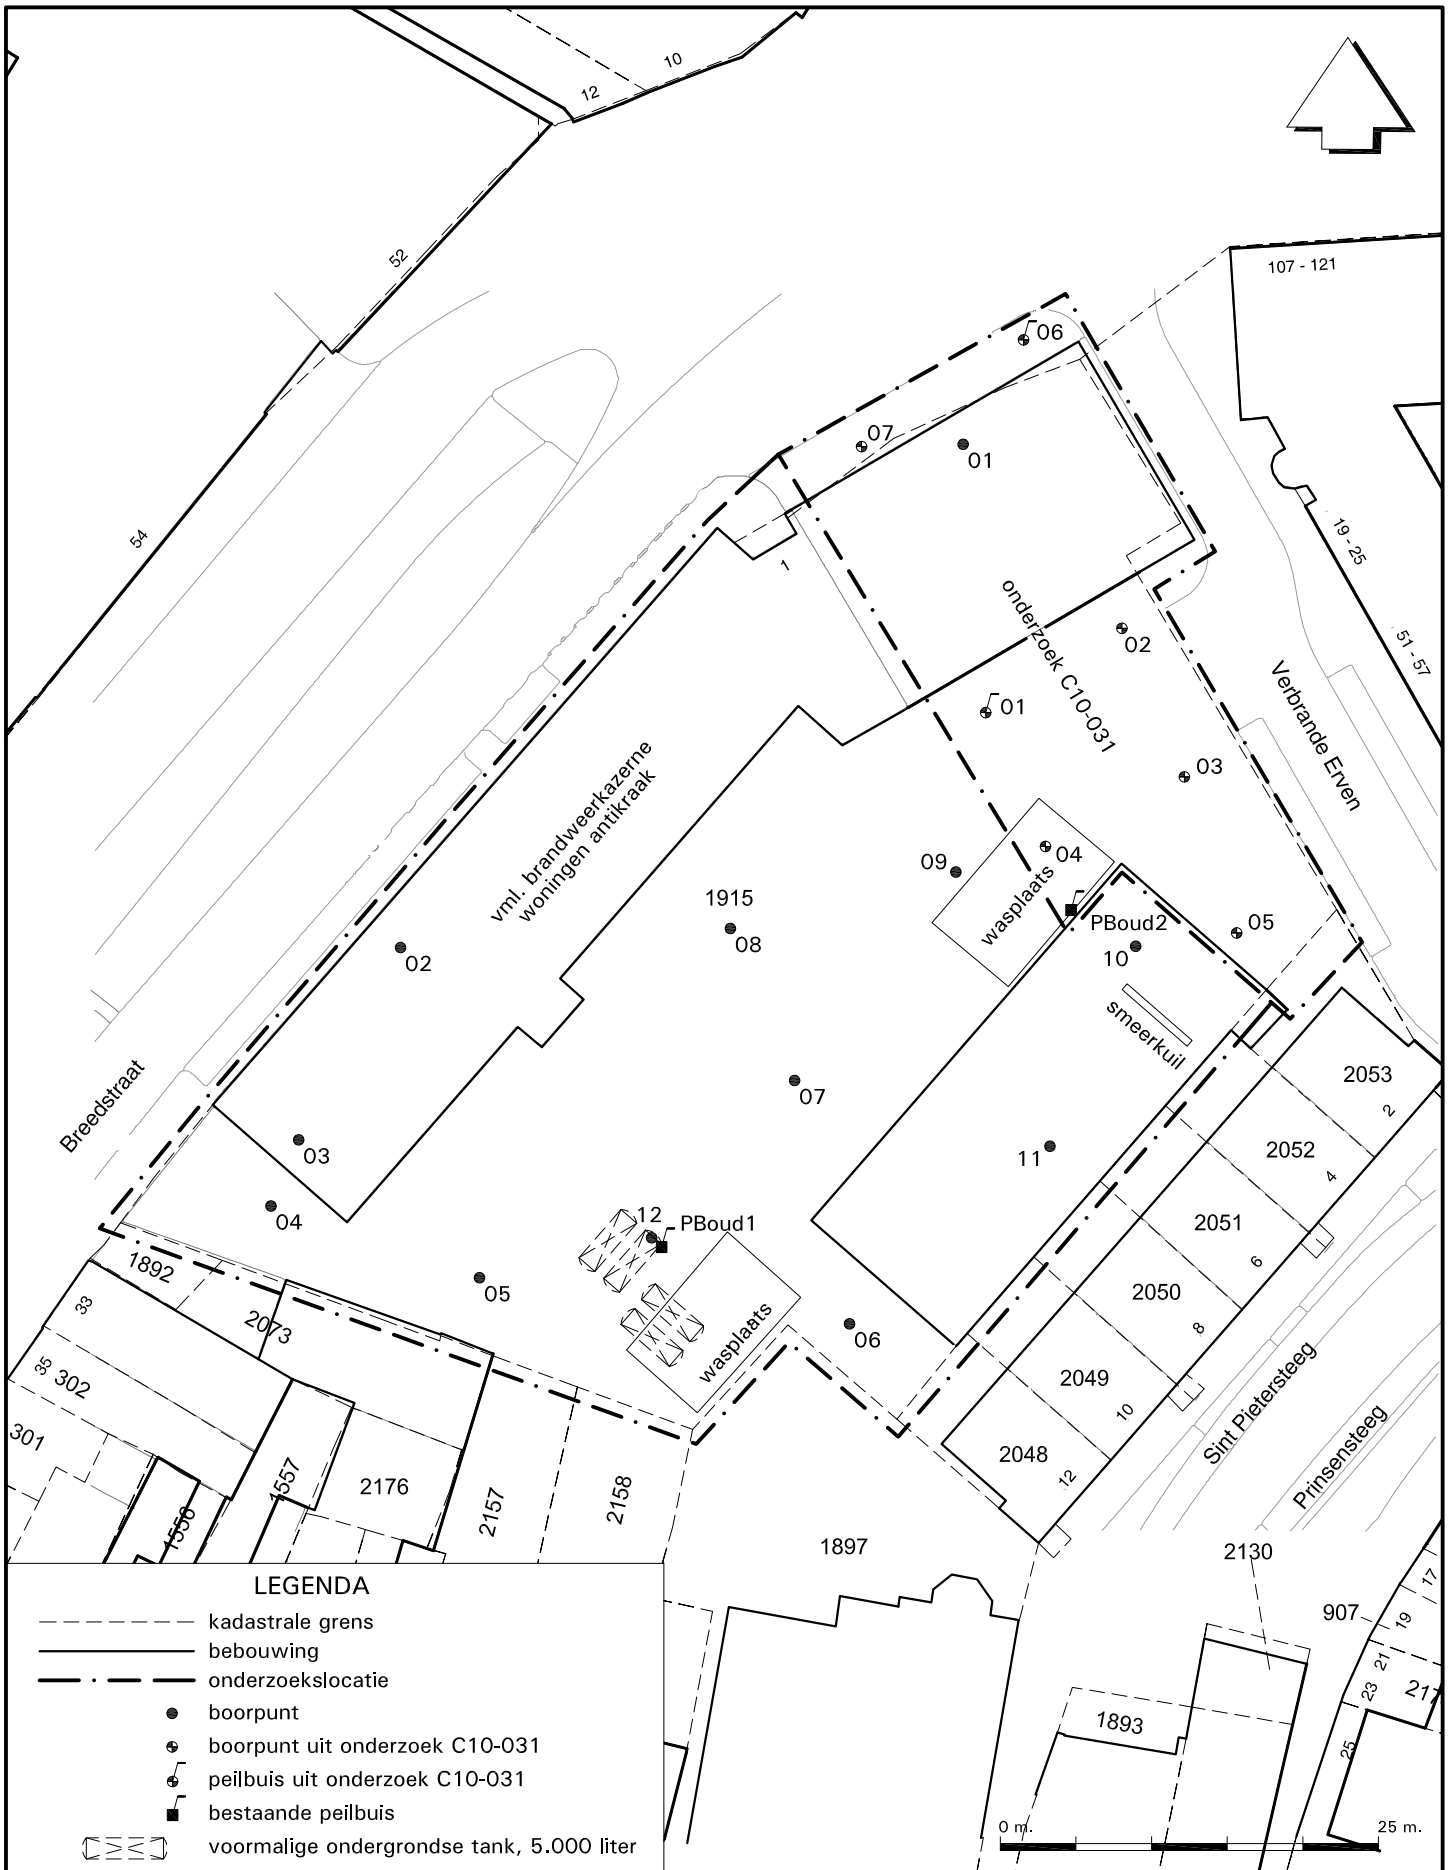 10
12
52
107 - 121
06
07
01
54
19 - 25
1
onderzoek C10-031
02
51 - 57
Verbrande Erven
01
03
vml. brandweerkazerne
woningen antikraak
04
09
wasplaats
1915
08
PBoud2
05
10
02
smeerkuil
Breedstraat
2053
2
07
2052
4
03
11
04
12
PBoud1
2051
6
1892
05
2050
8
33
2073
wasplaats
06
35
302
2049
10
Sint Pietersteeg
301
2048
12
Prinsensteeg
1557
2176
2157
2158
1556
1897
2130
LEGENDA
kadastrale grens
bebouwing
onderzoekslocatie
boorpunt
boorpunt uit onderzoek C10-031
peilbuis uit onderzoek C10-031
bestaande peilbuis
voormalige ondergrondse tank, 5.000 liter
17
907
19
21
23
217
1893
25
0 m.
25 m.